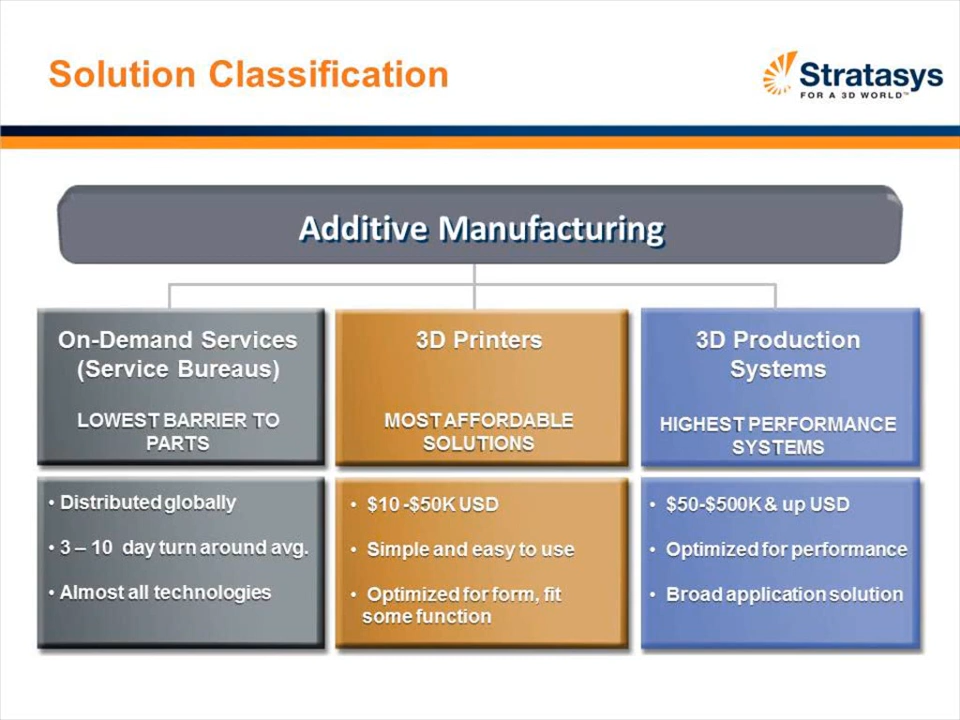 Solution Classification
Stratasys
FOR A 3D WORLD™
Additive Manufacturing
On-Demand Services
(Service Bureaus)
LOWEST BARRIER TO
PARTS
• Distributed globally
• 3 – 10 day turn around avg.
• Almost all technologies
3D Printers
MOST AFFORDABLE
SOLUTIONS
• $10 -$50K USD
• Simple and easy to use
• Optimized for form, fit
some function
3D Production
Systems
HIGHEST PERFORMANCE
SYSTEMS
• $50-$500K & up USD
• Optimized for performance
• Broad application solution